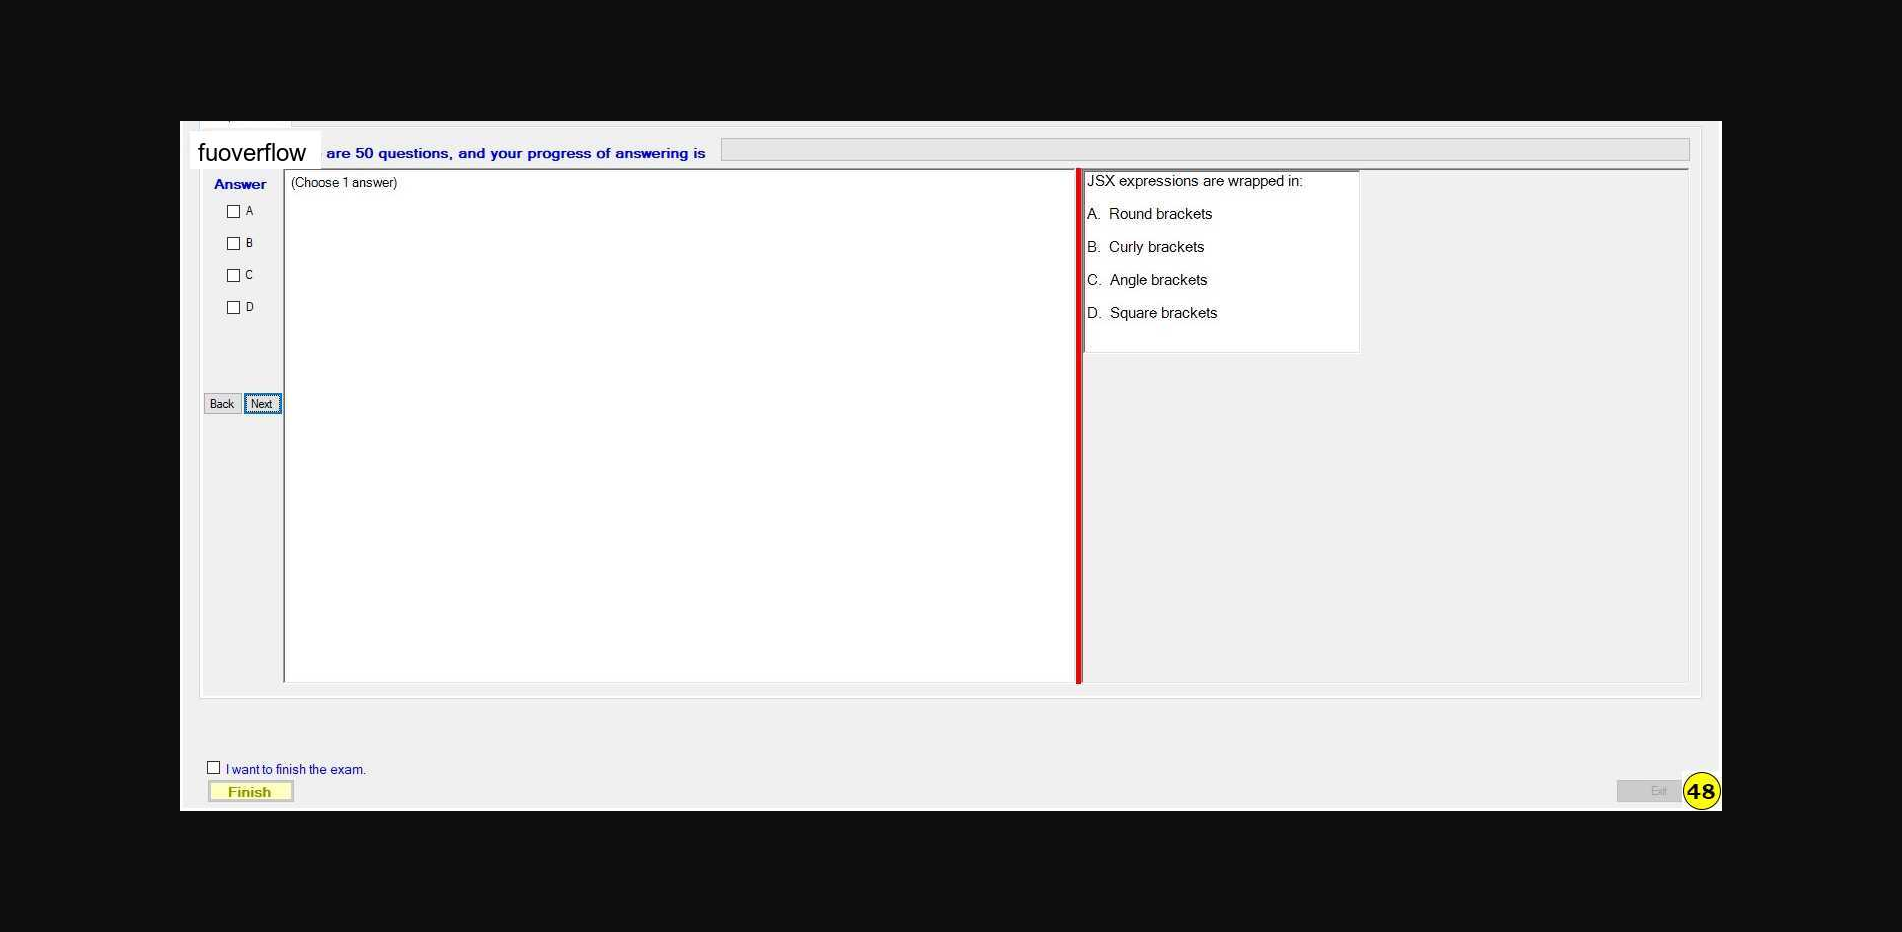 fuoverflow are 50 questions, and your progress of answering is
Answer
(Choose 1 answer)
A
B
C
D
Back Next
JSX expressions are wrapped in:
A. Round brackets
B. Curly brackets
C. Angle brackets
D. Square brackets
I want to finish the exam.
Finish
Exit
48